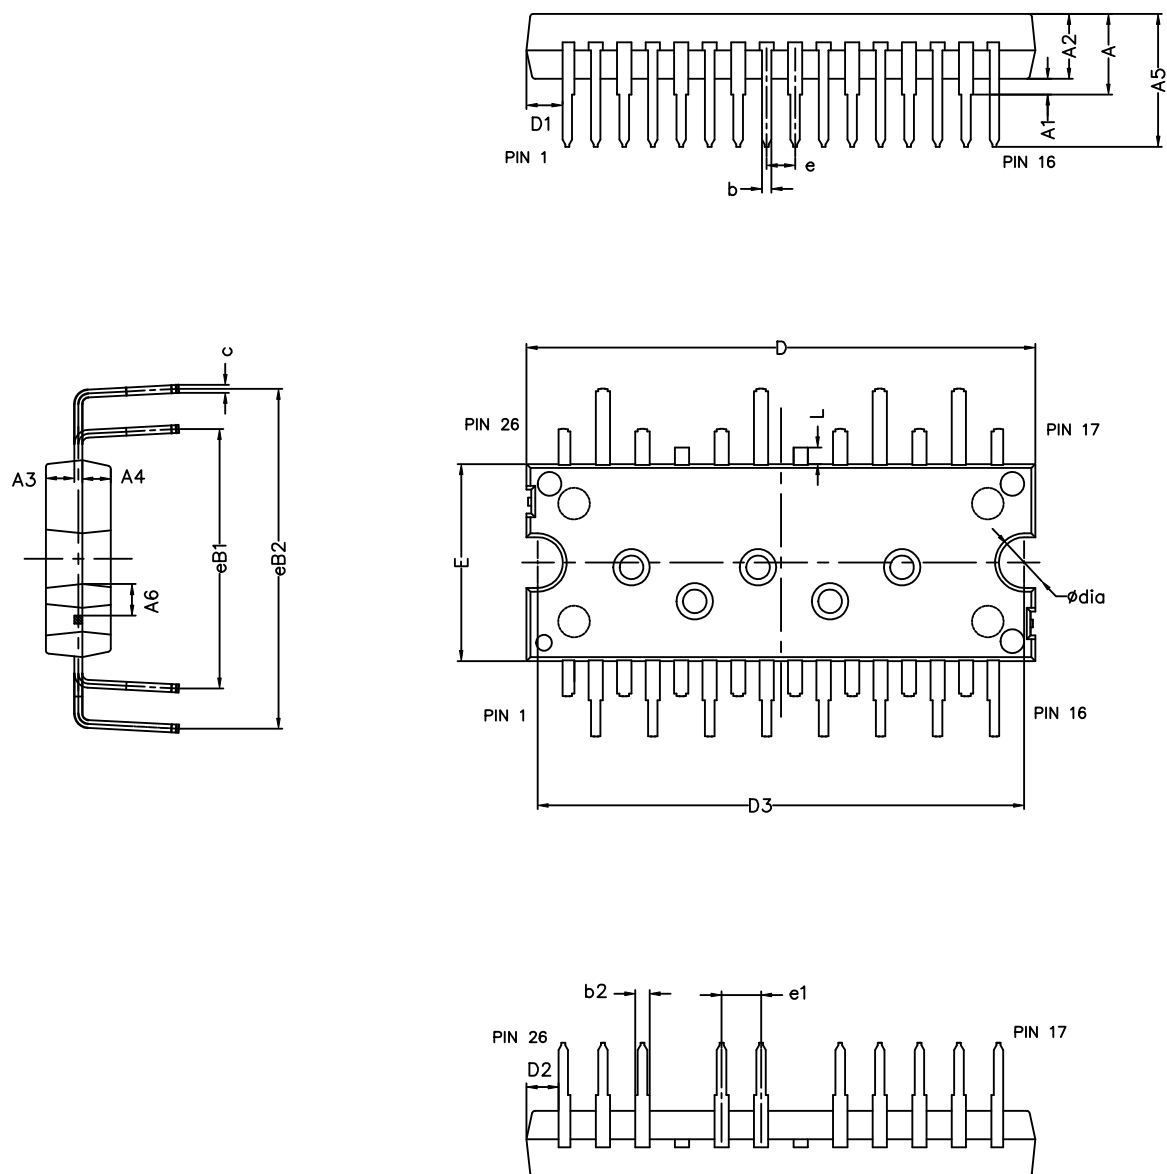 A2
A
A5
A1
D1
PIN 1
PIN 16
e
b
c
D
L
PIN 26
PIN 17
A3
A4
E
eB1
eB2
A6
Ødia
PIN 1
PIN 16
D3
b2
e1
PIN 26
PIN 17
D2